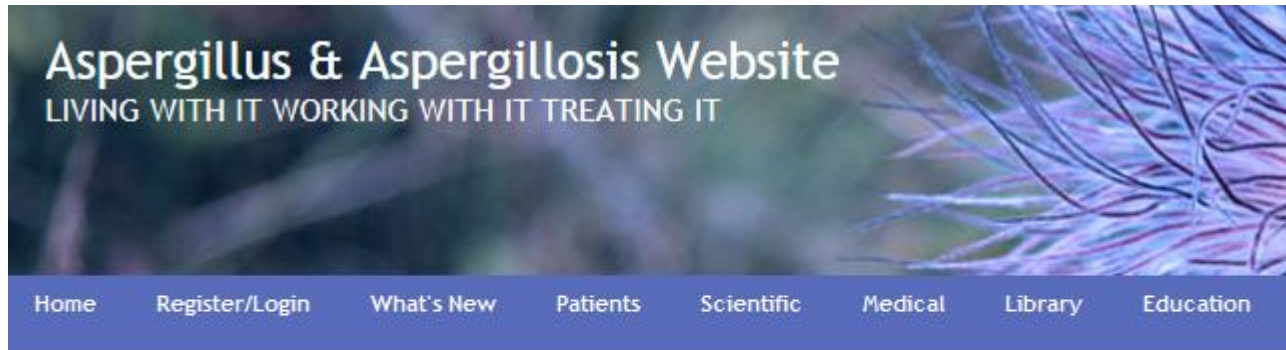 Aspergillus & Aspergillosis Website
LIVING WITH IT WORKING WITH IT TREATING IT
Home Register/Login What's New Patients Scientific Medical Library Education